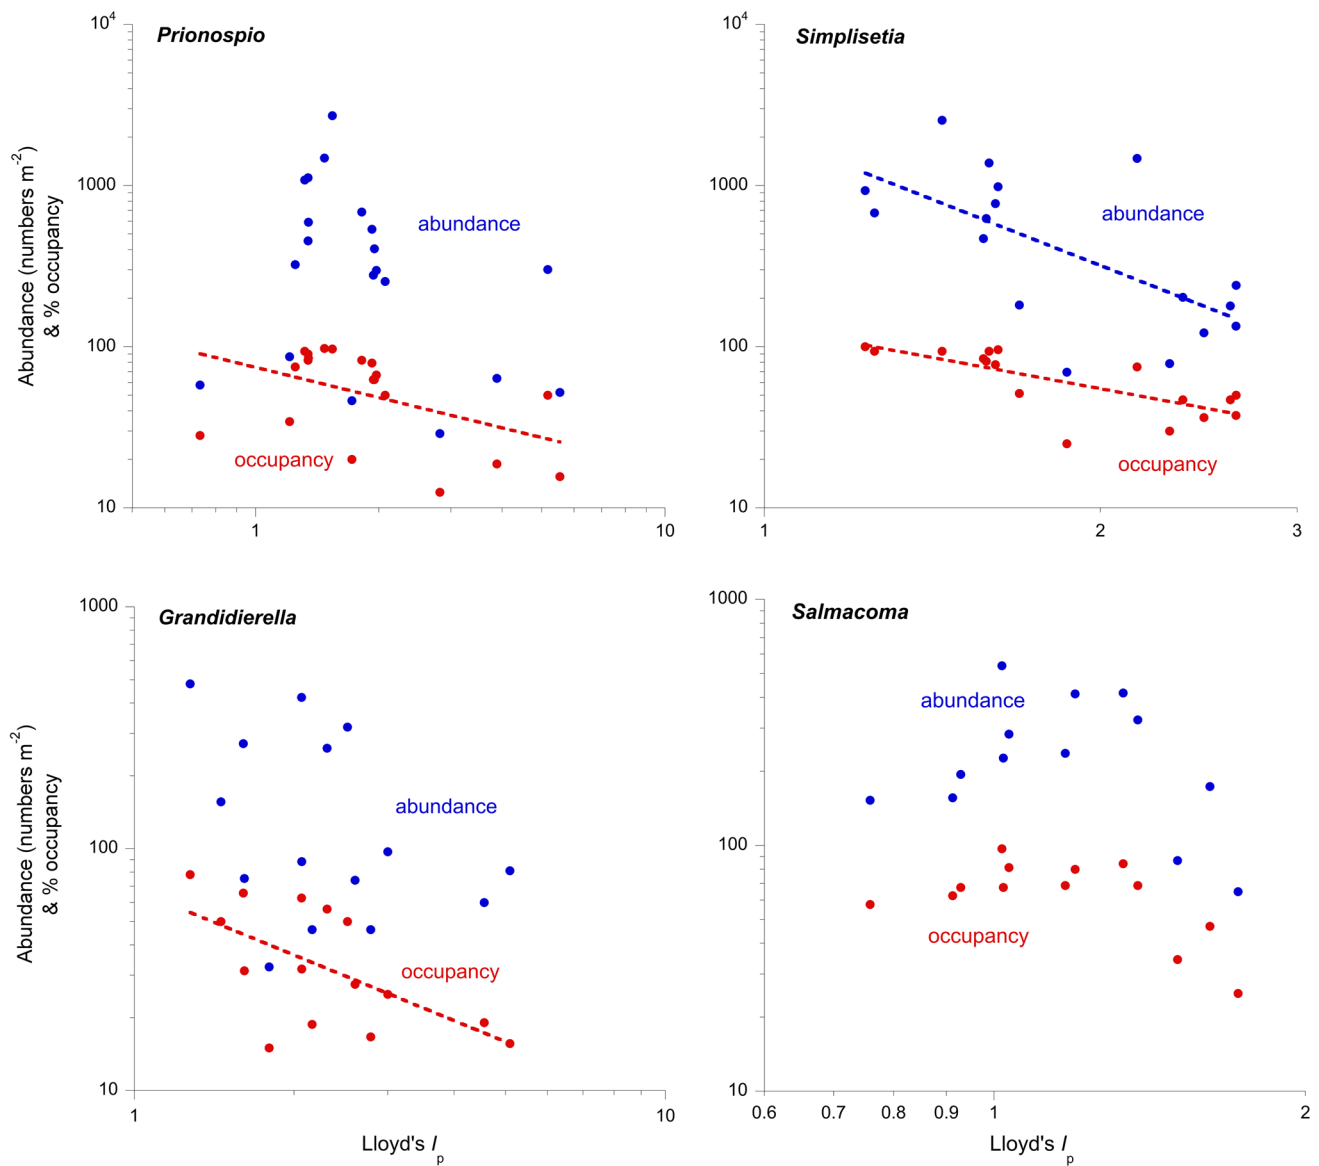 Prionospio
10^4
1000
100
10
1
10
Abundance (numbers m^-2)
& % occupancy
abundance
occupancy
Simplisetia
10^4
1000
100
10
1
2
3
abundance
occupancy
Grandidierella
1000
100
10
1
10
Abundance (numbers m^-2)
& % occupancy
abundance
occupancy
Lloyd's I_p
Salmacoma
1000
100
10
0.6
0.7
0.8
0.9
1
2
abundance
occupancy
Lloyd's I_p